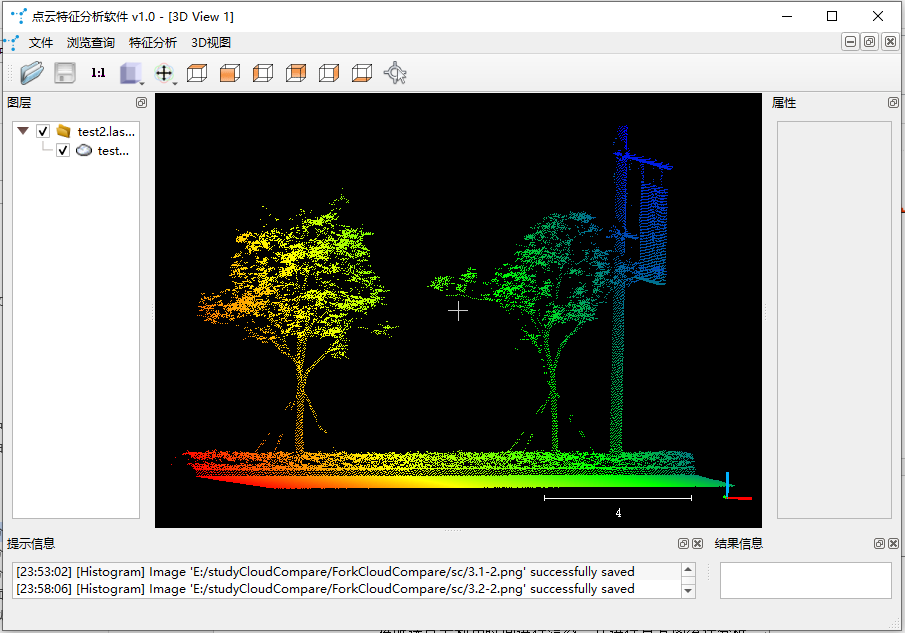 点云特征分析软件 v1.0 - [3D View 1]
文件 浏览查询 特征分析 3D视图
1:1
图层
属性
test2.las...
test...
4
提示信息
结果信息
[23:53:02] [Histogram] Image 'E:/studyCloudCompare/ForkCloudCompare/sc/3.1-2.png' successfully saved
[23:58:06] [Histogram] Image 'E:/studyCloudCompare/ForkCloudCompare/sc/3.2-2.png' successfully saved